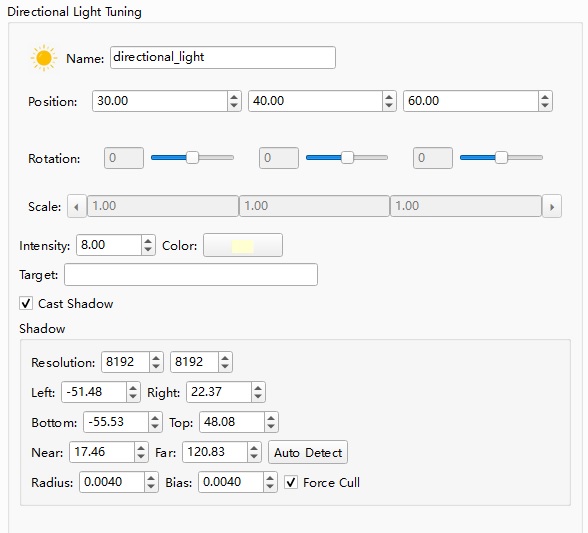 Directional Light Tuning
Name: directional_light
Position: 30.00 40.00 60.00
Rotation: 0 0 0
Scale: 1.00 1.00 1.00
Intensity: 8.00 Color:
Target:
Cast Shadow
Shadow
Resolution: 8192 8192
Left: -51.48 Right: 22.37
Bottom: -55.53 Top: 48.08
Near: 17.46 Far: 120.83 Auto Detect
Radius: 0.0040 Bias: 0.0040 Force Cull